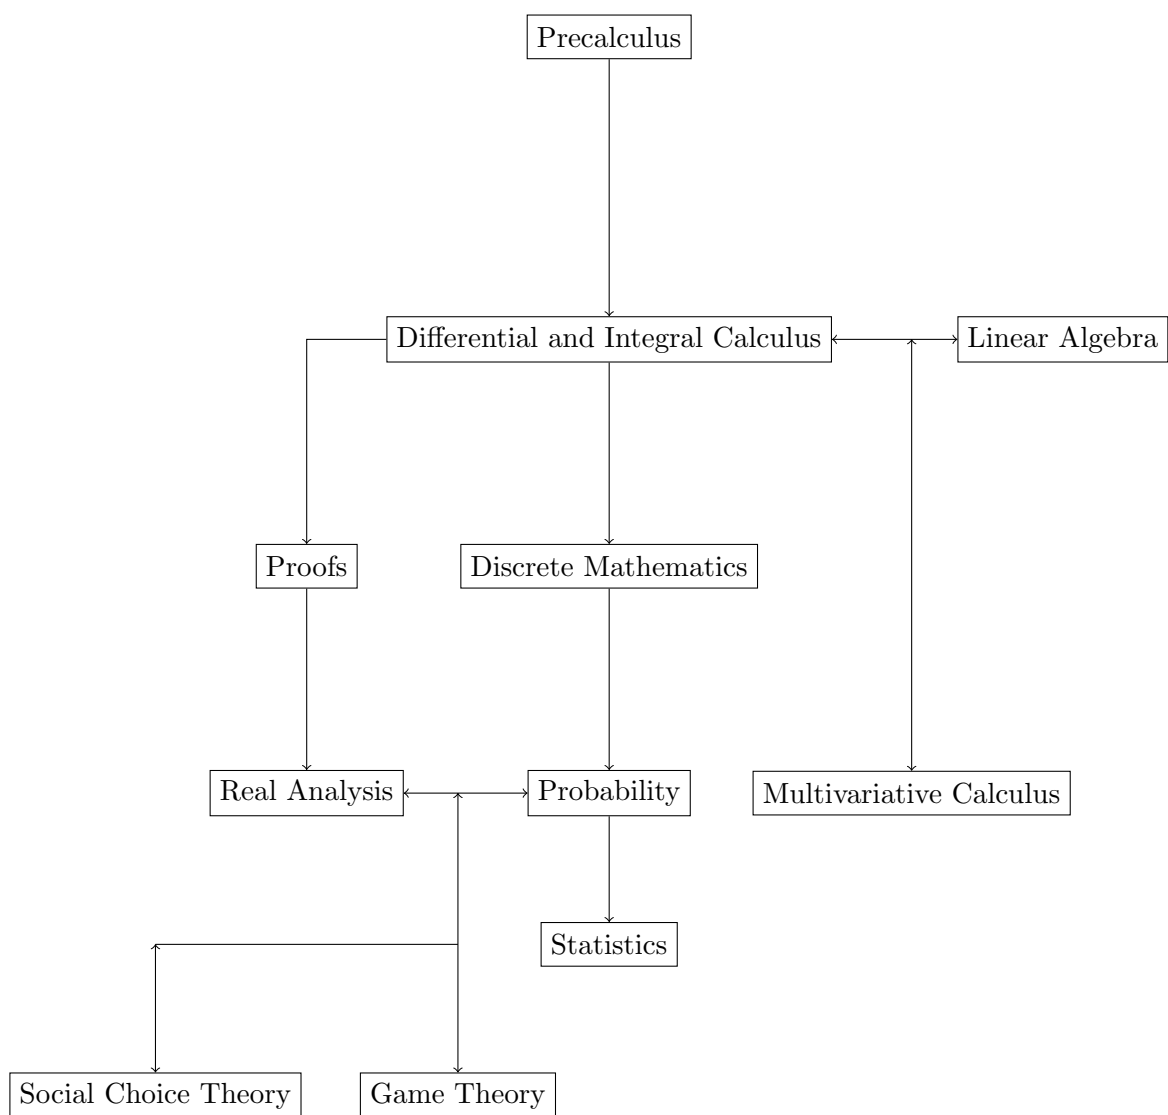 Precalculus
Differential and Integral Calculus
Linear Algebra
Proofs
Discrete Mathematics
Real Analysis
Probability
Multivariative Calculus
Statistics
Social Choice Theory
Game Theory